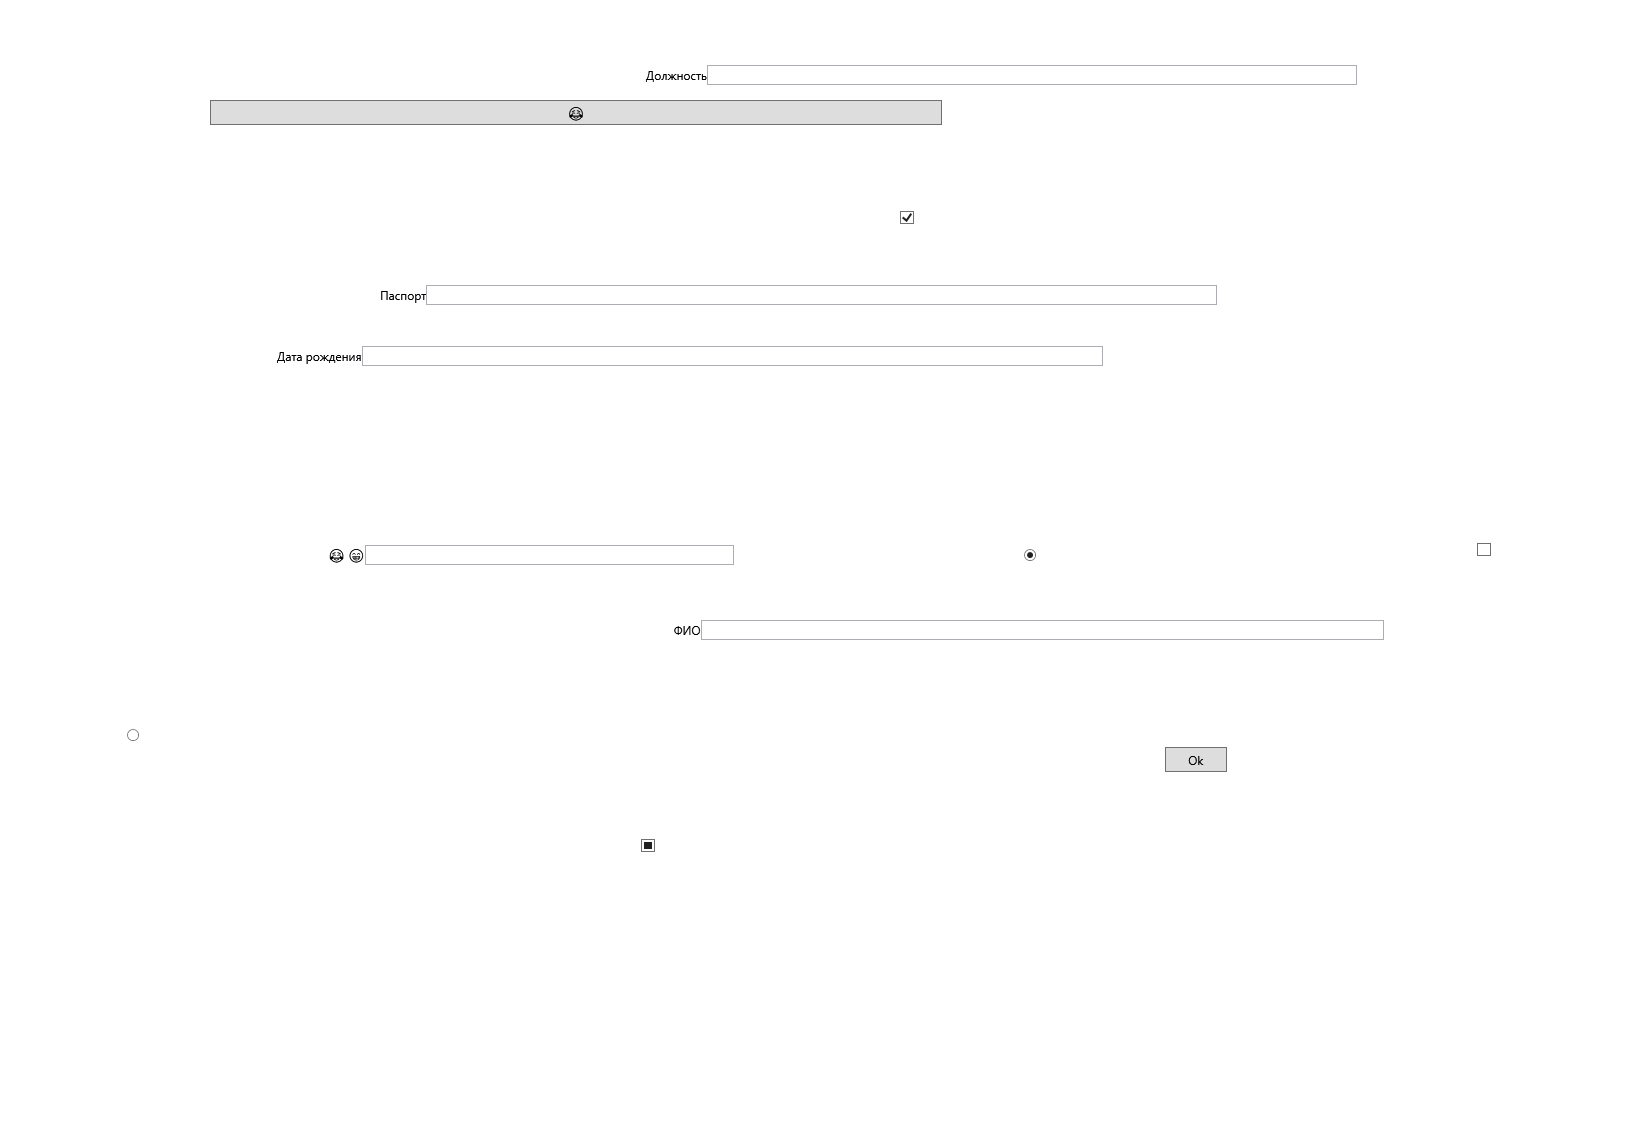 Должность
😂
Паспорт
Дата рождения
😂 😁
ФИО
Ok